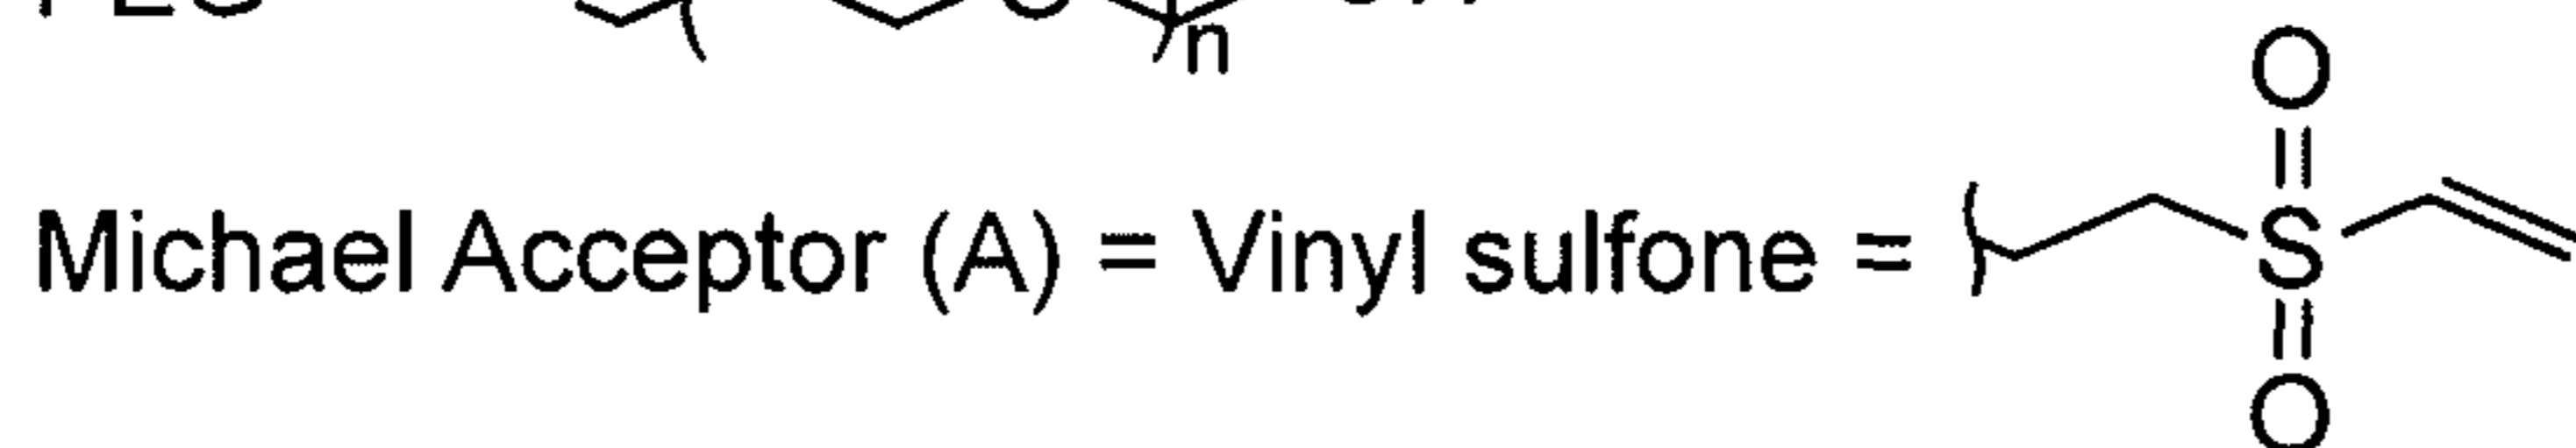 n
O
Michael Acceptor (A) = Vinyl sulfone = S
O